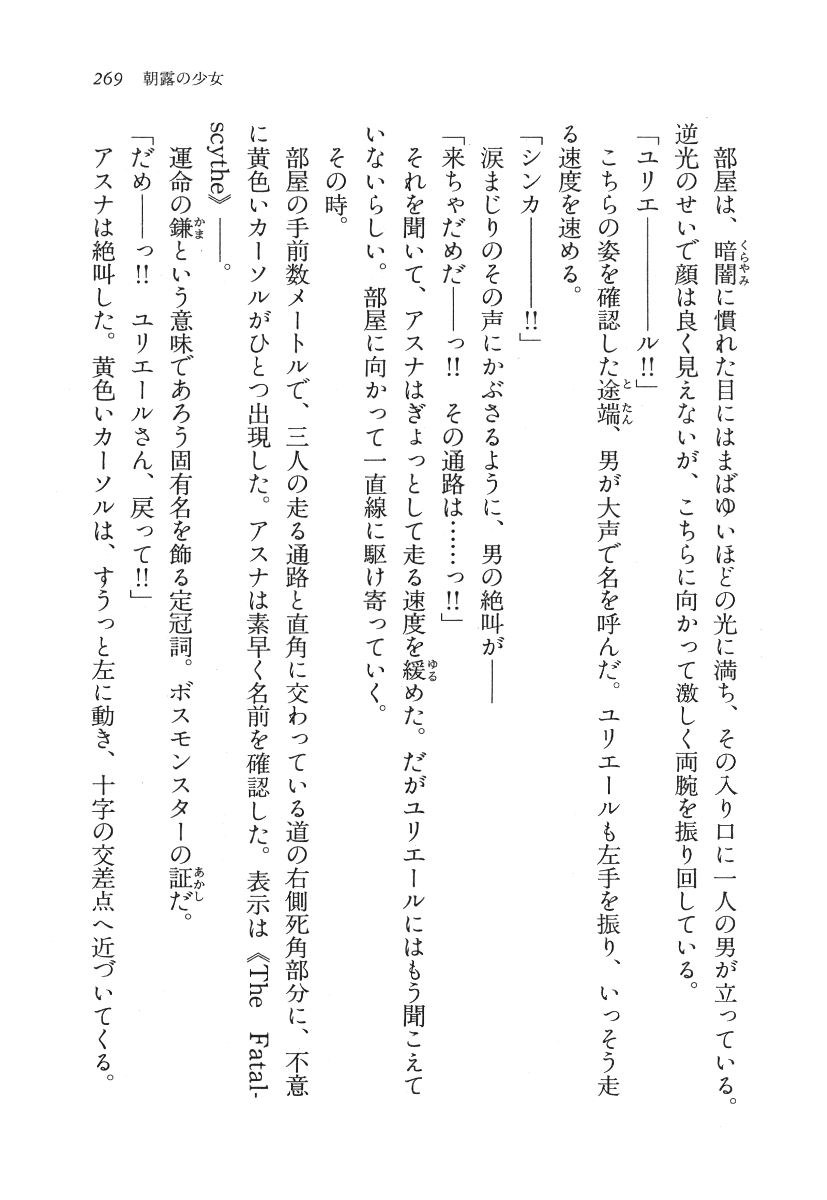 269 朝露の少女
部屋は、暗闇に慣れた目にはまばゆいほどの光に満ち、その入り口に一人の男が立っている。
逆光のせいで顔は良く見えないが、こちらに向かって激しく両腕を振り回している。
「ユリエ――――ル!!」
こちらの姿を確認した途端、男が大声で名を呼んだ。ユリエールも左手を振り、いっそう走
る速度を速める。
「シンカ――――!!」
涙まじりのその声にかぶさるように、男の絶叫が――
「来ちゃだめだ――っ!! その通路は……っ!!」
それを聞いて、アスナはぎょっとして走る速度を緩めた。だがユリエールにはもう聞こえて
いないらしい。部屋に向かって一直線に駆け寄っていく。
その時。
部屋の手前数メートルで、三人の走る通路と直角に交わっている道の右側死角部分に、不意
に黄色いカーソルがひとつ出現した。アスナは素早く名前を確認した。表示は《The Fatal-
scythe》――。
運命の鎌という意味であろう固有名を飾る定冠詞。ボスモンスターの証だ。
「だめ――っ!! ユリエールさん、戻って!!」
アスナは絶叫した。黄色いカーソルは、すうっと左に動き、十字の交差点へ近づいてくる。